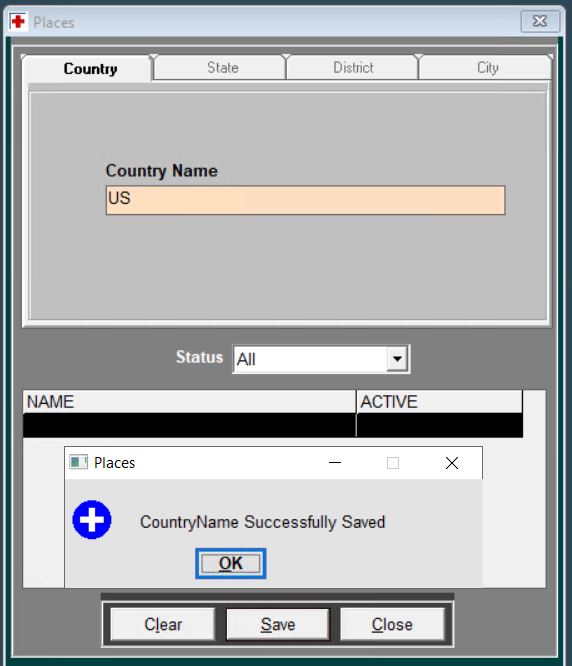 Places
Country State District City
Country Name
US
Status All
NAME ACTIVE
Places
CountryName Successfully Saved
OK
Clear Save Close